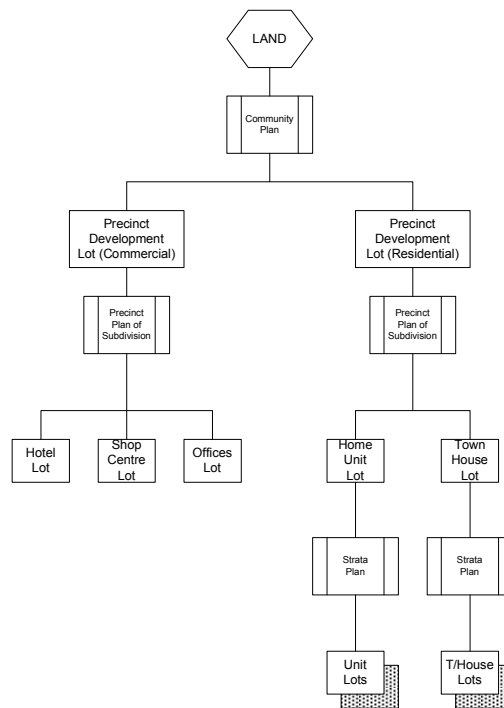 LAND
Community
Plan
Precinct
Development
Lot (Commercial)
Precinct
Development
Lot (Residential)
Precinct
Plan of
Subdivision
Precinct
Plan of
Subdivision
Hotel
Lot
Shop
Centre
Lot
Offices
Lot
Home
Unit
Lot
Town
House
Lot
Strata
Plan
Strata
Plan
Unit
Lots
T/House
Lots